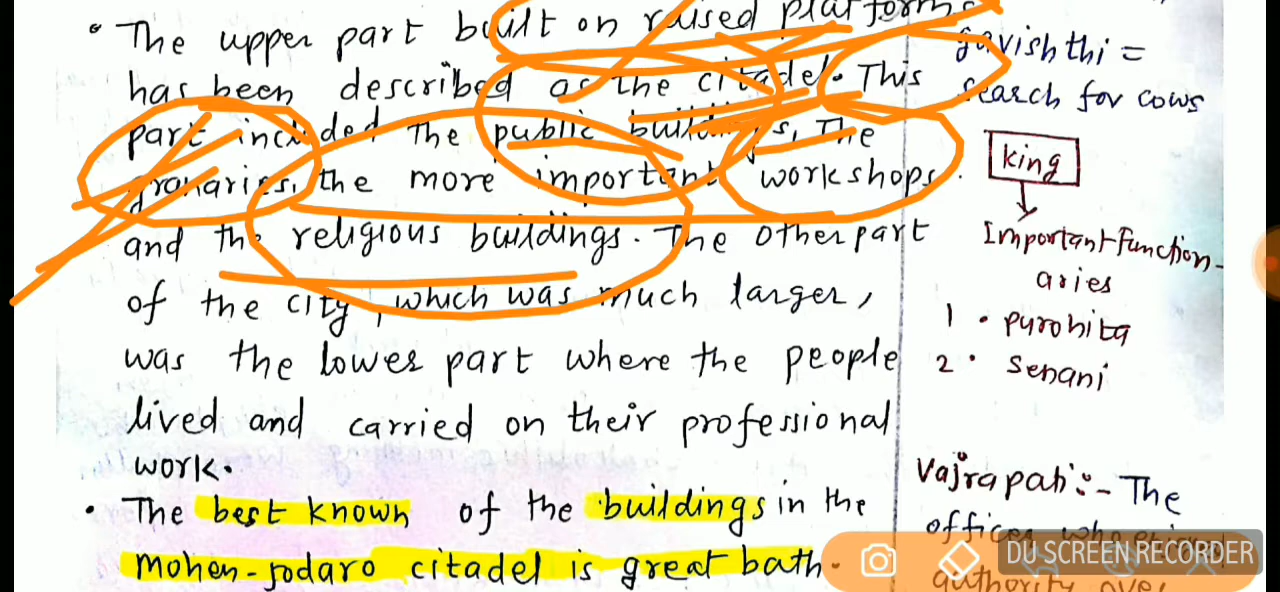 • The upper part built on raised platforms
has been described as the citadel. This
part included the public buildings, The
granaries, the more important workshops.
and the religious buildings. The other part
of the city, which was much larger,
was the lower part where the people
lived and carried on their professional
work.
• The best known of the buildings in the
mohen-jodaro citadel is great bath.
gavishthi =
search for cows
king
Important Function-
aries
1 • purohita
2 • senani
Vajrapati :- The
authority over
DU SCREEN RECORDER